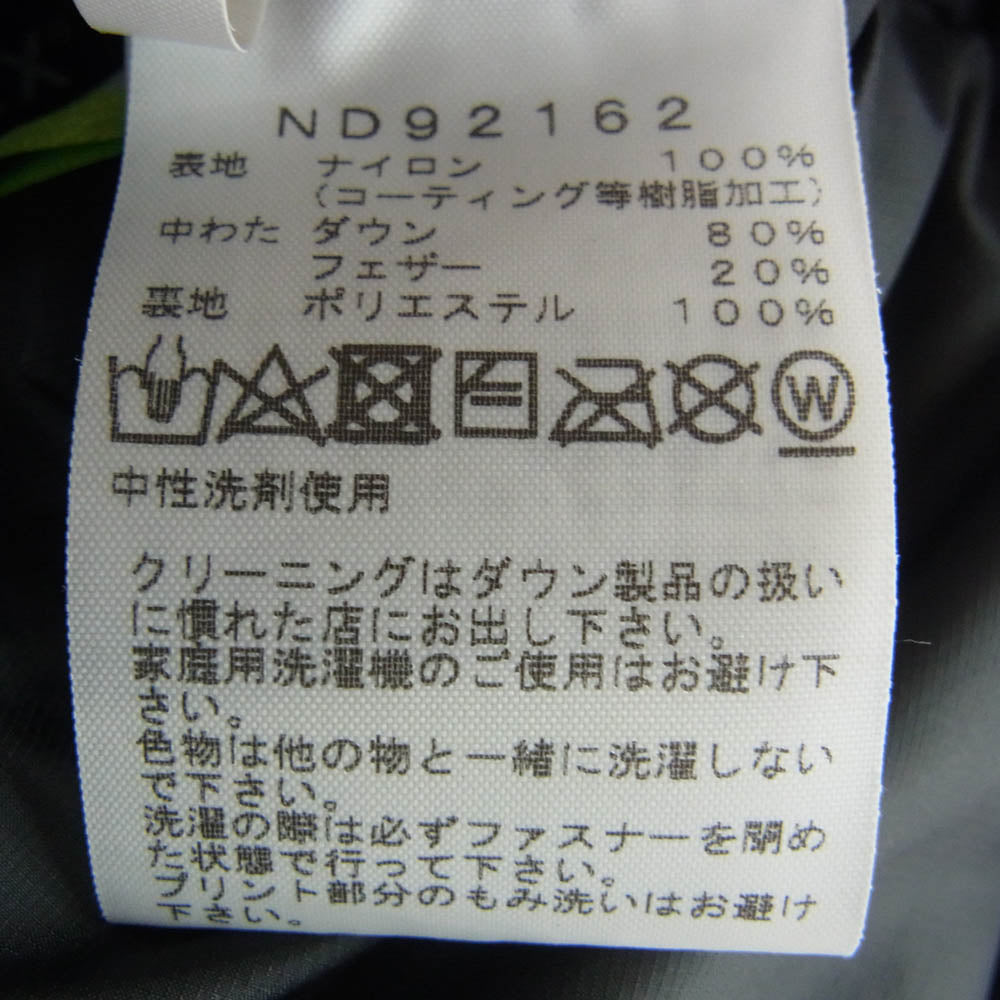 ND92162
表地 ナイロン 100%
(コーティング等樹脂加工)
中わた ダウン 80%
フェザー 20%
裏地 ポリエステル 100%
W
中性洗剤使用
クリーニングはダウン製品の扱い
に慣れた店にお出し下さい。
家庭用洗濯機のご使用はお避け下
さい。
色物は他の物と一緒に洗濯しない
で下さい。
洗濯の際は必ずファスナーを閉め
た状態で行って下さい。
プリント部分のもみ洗いはお避け
下さい。